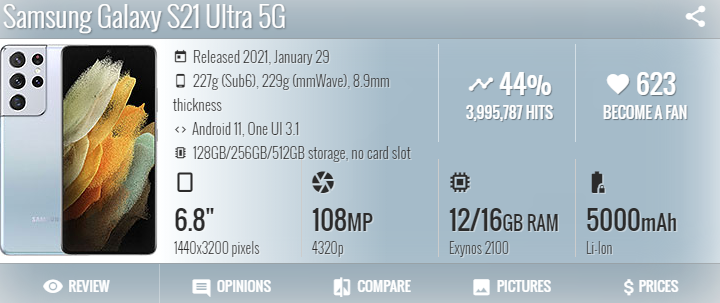 Samsung Galaxy S21 Ultra 5G
Released 2021, January 29
227g (Sub6), 229g (mmWave), 8.9mm
thickness
Android 11, One UI 3.1
128GB/256GB/512GB storage, no card slot
44%
3,995,787 HITS
623
BECOME A FAN
6.8"
1440x3200 pixels
108MP
4320p
12/16GB RAM
Exynos 2100
5000mAh
Li-Ion
SAMSUNG
REVIEW
OPINIONS
COMPARE
PICTURES
PRICES